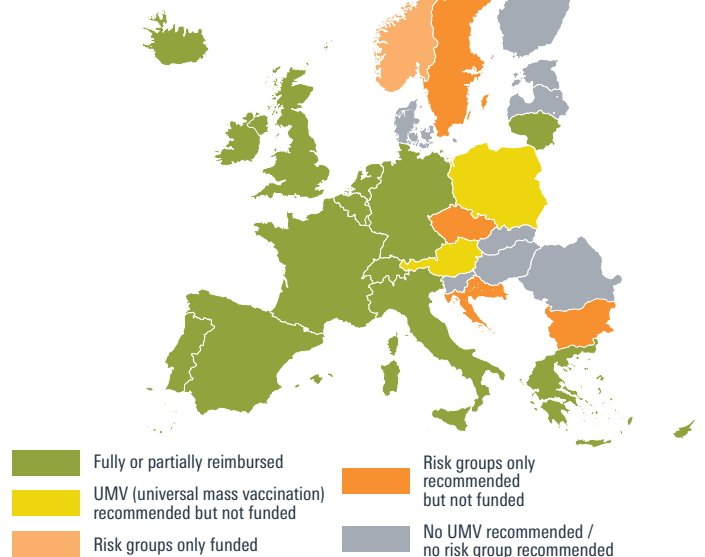 Fully or partially reimbursed
UMV (universal mass vaccination)
recommended but not funded
Risk groups only funded
Risk groups only
recommended
but not funded
No UMV recommended /
no risk group recommended